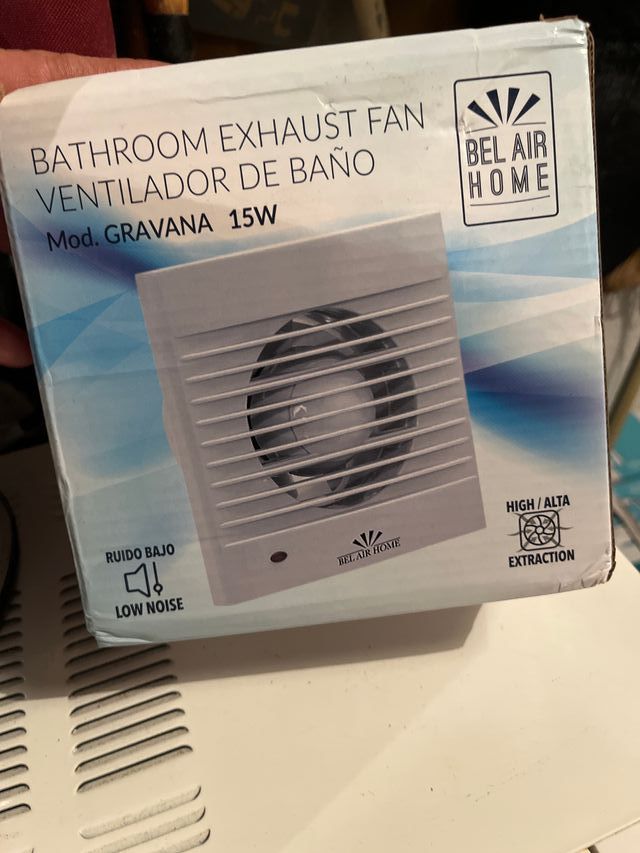 BATHROOM EXHAUST FAN
VENTILADOR DE BAÑO
Mod. GRAVANA 15W
BEL AIR
HOME
BEL AIR HOME
RUIDO BAJO
LOW NOISE
HIGH / ALTA
EXTRACTION